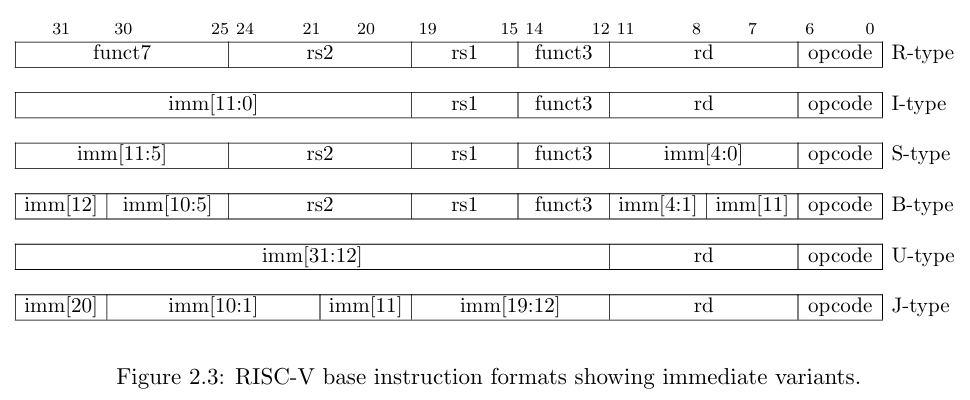 31 30 25 24 21 20 19 15 14 12 11 8 7 6 0
funct7 rs2 rs1 funct3 rd opcode R-type
imm[11:0] rs1 funct3 rd opcode I-type
imm[11:5] rs2 rs1 funct3 imm[4:0] opcode S-type
imm[12] imm[10:5] rs2 rs1 funct3 imm[4:1] imm[11] opcode B-type
imm[31:12] rd opcode U-type
imm[20] imm[10:1] imm[11] imm[19:12] rd opcode J-type
Figure 2.3: RISC-V base instruction formats showing immediate variants.